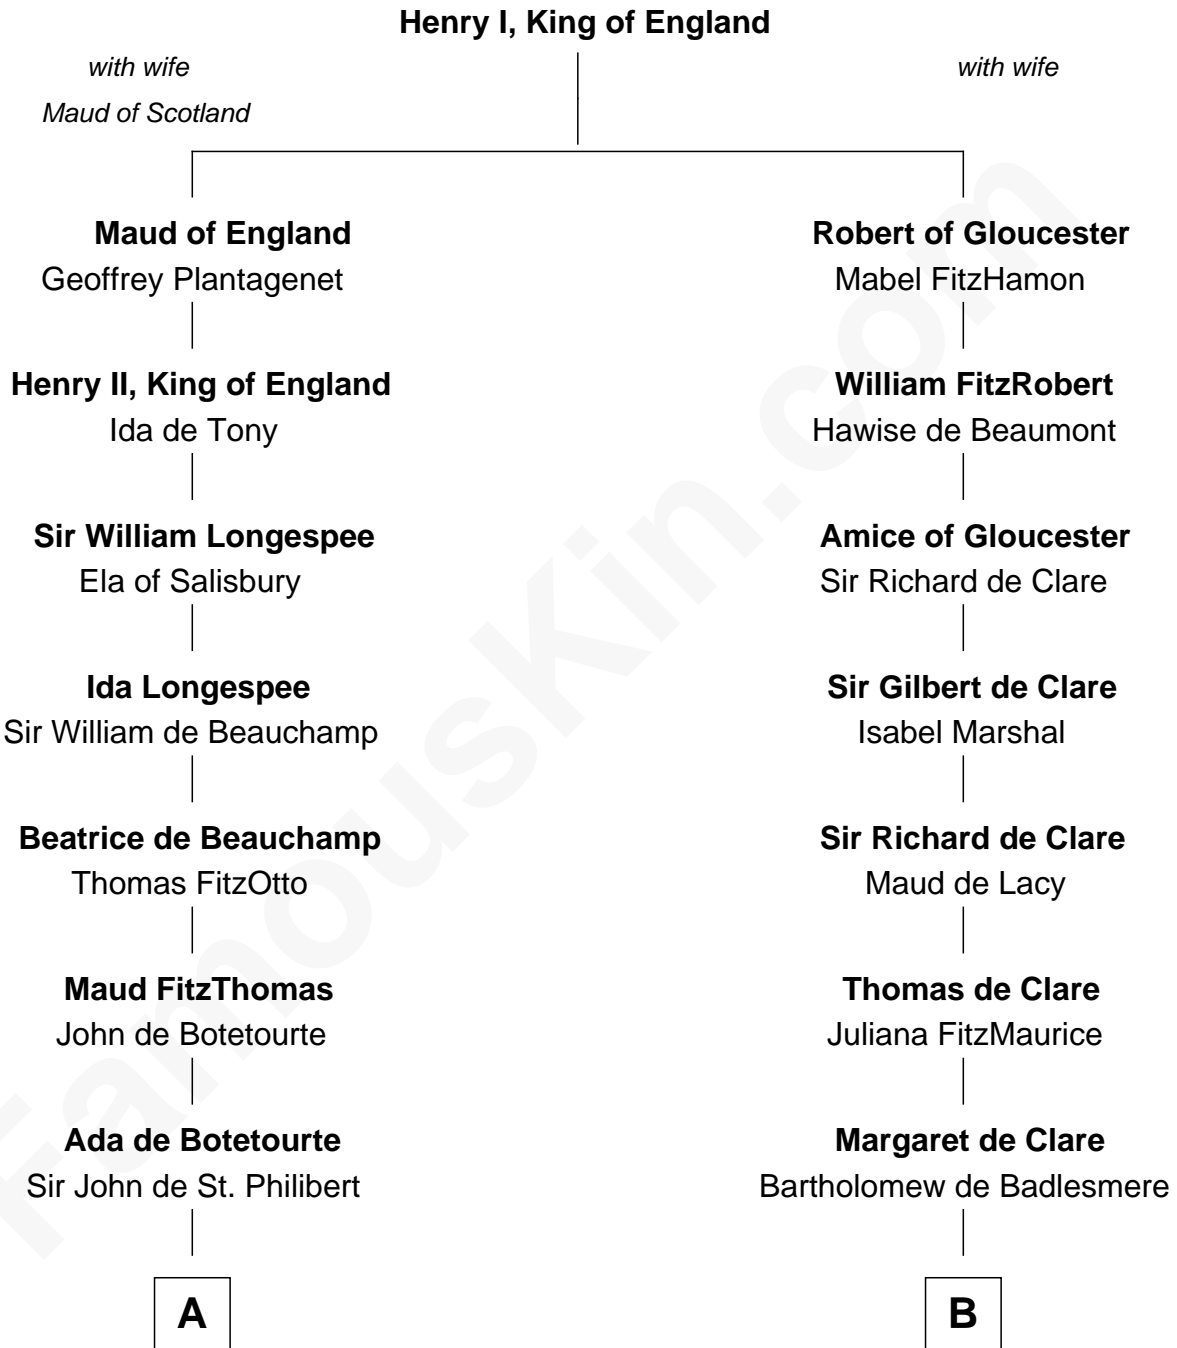 Henry I, King of England
with wife
Maud of Scotland
with wife
Maud of England
Geoffrey Plantagenet
Henry II, King of England
Ida de Tony
Sir William Longespee
Ela of Salisbury
Ida Longespee
Sir William de Beauchamp
Beatrice de Beauchamp
Thomas FitzOtto
Maud FitzThomas
John de Botetourte
Ada de Botetourte
Sir John de St. Philibert
A
Robert of Gloucester
Mabel FitzHamon
William FitzRobert
Hawise de Beaumont
Amice of Gloucester
Sir Richard de Clare
Sir Gilbert de Clare
Isabel Marshal
Sir Richard de Clare
Maud de Lacy
Thomas de Clare
Juliana FitzMaurice
Margaret de Clare
Bartholomew de Badlesmere
B
FamousKin.com